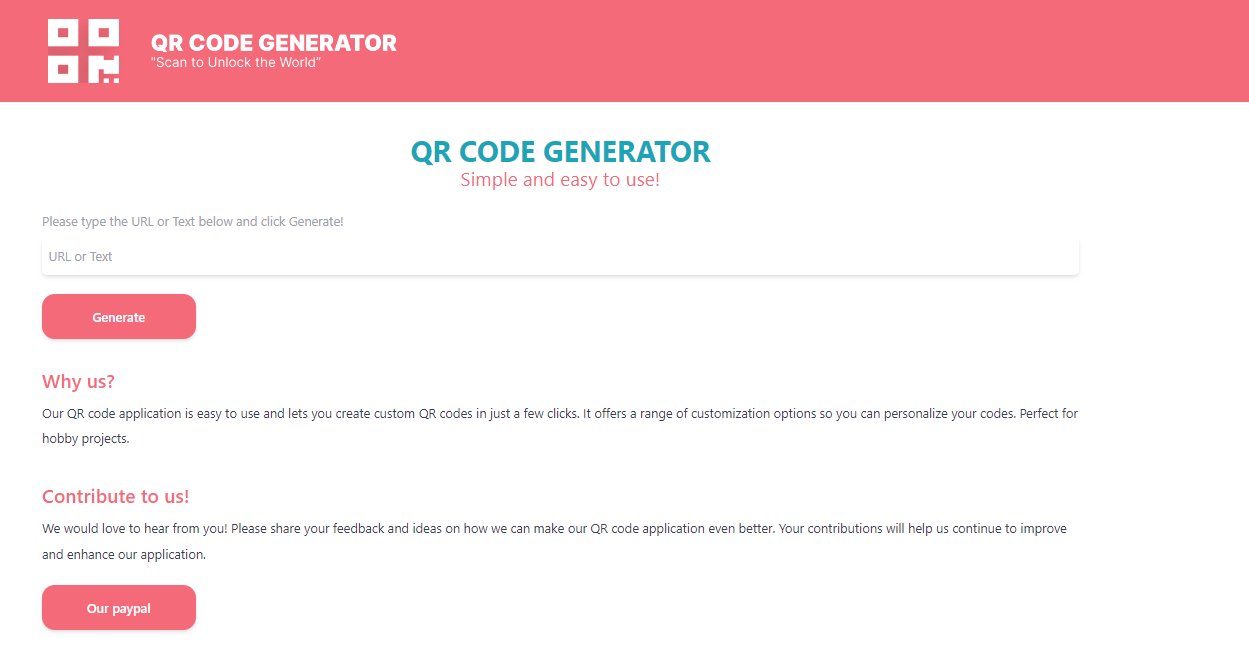 QR CODE GENERATOR
"Scan to Unlock the World"
QR CODE GENERATOR
Simple and easy to use!
Please type the URL or Text below and click Generate!
URL or Text
Generate
Why us?
Our QR code application is easy to use and lets you create custom QR codes in just a few clicks. It offers a range of customization options so you can personalize your codes. Perfect for
hobby projects.
Contribute to us!
We would love to hear from you! Please share your feedback and ideas on how we can make our QR code application even better. Your contributions will help us continue to improve
and enhance our application.
Our paypal